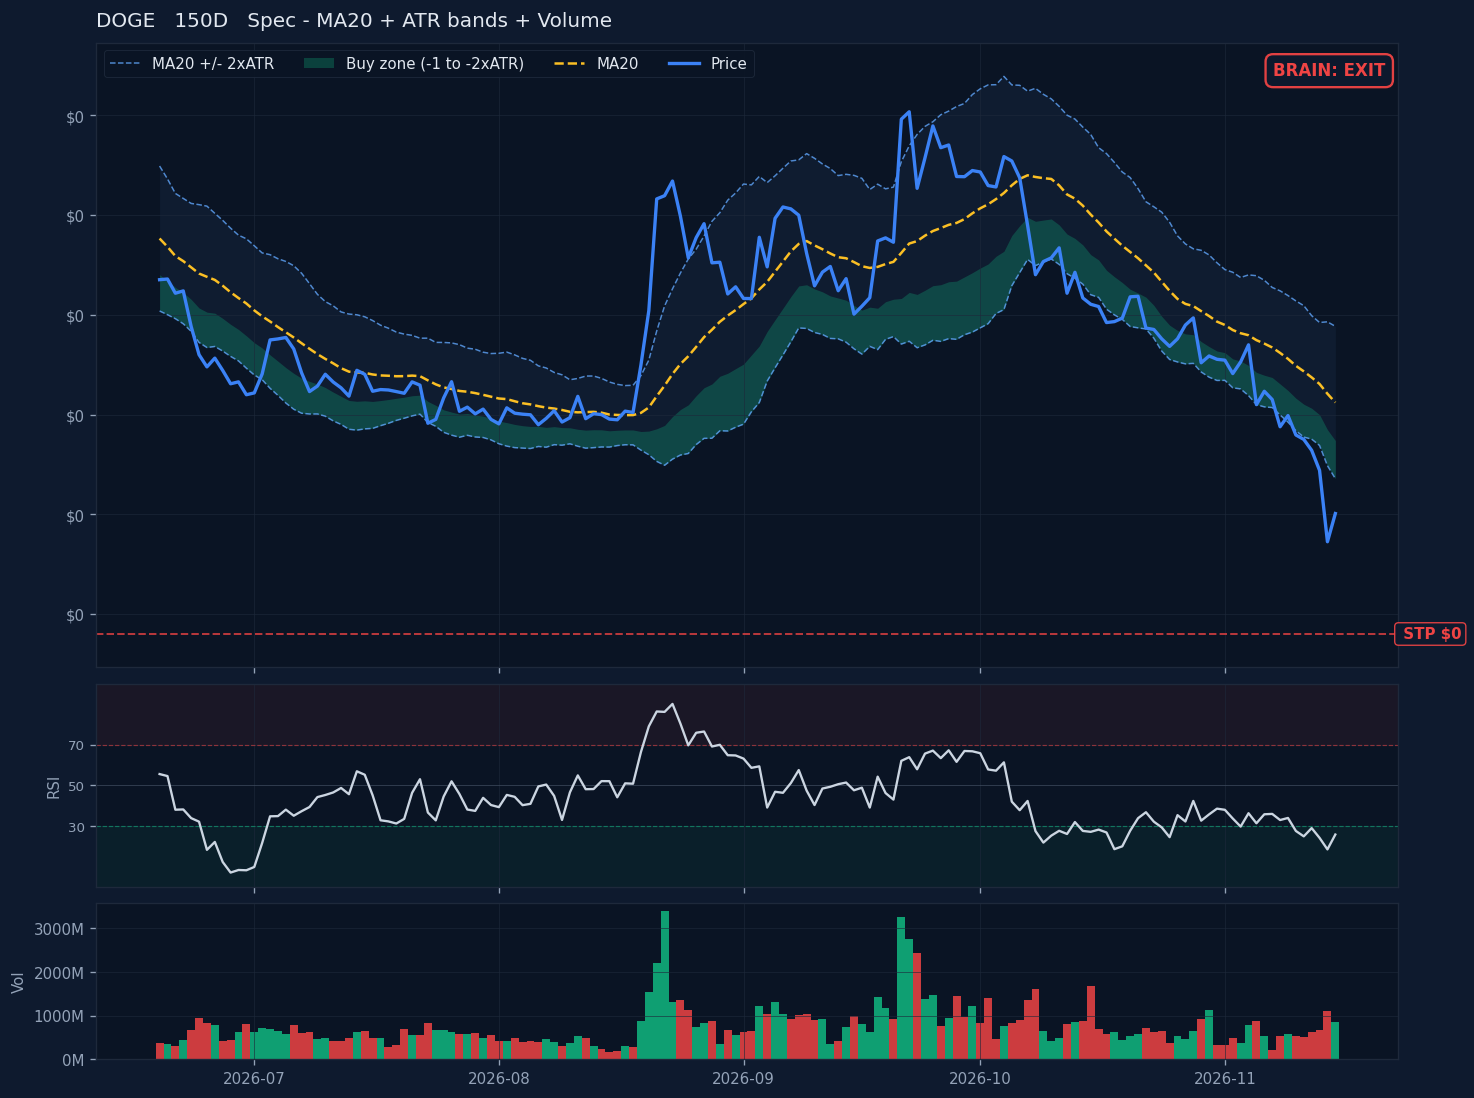 DOGE   150D   Spec - MA20 + ATR bands + Volume
MA20 +/- 2xATR   Buy zone (-1 to -2xATR)   MA20   Price
BRAIN: EXIT
$0
$0
$0
$0
$0
$0
STP $0
RSI
70
50
30
Vol
3000M
2000M
1000M
0M
2026-07   2026-08   2026-09   2026-10   2026-11